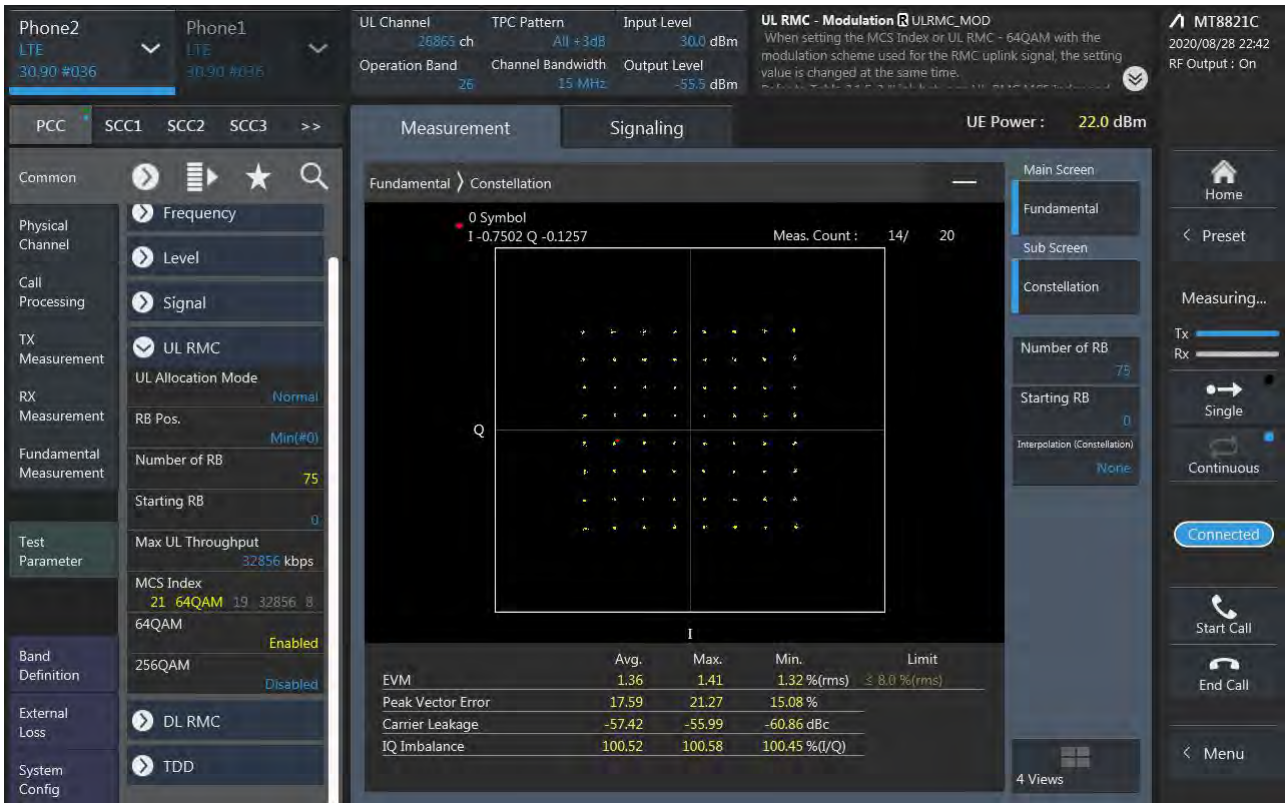 Phone2
LTE
30.90 #036
Phone1
LTE
30.90 #036
UL Channel
26865 ch
Operation Band
26
TPC Pattern
All +3dB
Channel Bandwidth
15 MHz
Input Level
30.0 dBm
Output Level
-55.5 dBm
UL RMC - Modulation R ULRMC_MOD
When setting the MCS Index or UL RMC - 64QAM with the
modulation scheme used for the RMC uplink signal, the setting
value is changed at the same time.
MT8821C
2020/08/28 22:42
RF Output : On
PCC SCC1 SCC2 SCC3 >>
Measurement Signaling
UE Power : 22.0 dBm
Common
Physical
Channel
Call
Processing
TX
Measurement
RX
Measurement
Fundamental
Measurement
Test
Parameter
Band
Definition
External
Loss
System
Config
Frequency
Level
Signal
UL RMC
UL Allocation Mode
Normal
RB Pos.
Min(#0)
Number of RB
75
Starting RB
0
Max UL Throughput
32856 kbps
MCS Index
21 64QAM 19 32856 8
64QAM
Enabled
256QAM
Disabled
DL RMC
TDD
Fundamental > Constellation
0 Symbol
I -0.7502 Q -0.1257
Meas. Count : 14/ 20
Q
I
Avg. Max. Min. Limit
EVM 1.36 1.41 1.32 %(rms) ≤ 8.0 %(rms)
Peak Vector Error 17.59 21.27 15.08 %
Carrier Leakage -57.42 -55.99 -60.86 dBc
IQ Imbalance 100.52 100.58 100.45 %(I/Q)
Main Screen
Fundamental
Sub Screen
Constellation
Number of RB
75
Starting RB
0
Interpolation (Constellation)
None
4 Views
Home
< Preset
Measuring...
Tx
Rx
Single
Continuous
Connected
Start Call
End Call
< Menu